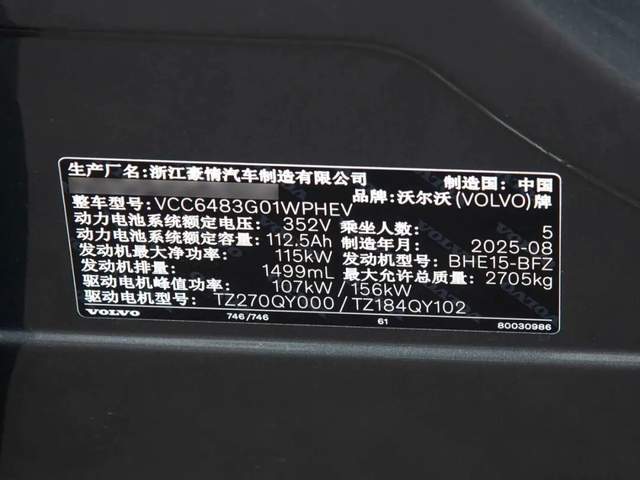 生产厂名:浙江豪情汽车制造有限公司 制造国: 中国
品牌:沃尔沃(VOLVO)牌
整车型号:VCC6483G01WPHEV
动力电池系统额定电压: 352V 乘坐人数: 5
动力电池系统额定容量: 112.5Ah 制造年月: 2025-08
发动机最大净功率: 115kW 发动机型号: BHE15-BFZ
发动机排量: 1499mL 最大允许总质量: 2705kg
驱动电机峰值功率: 107kW / 156kW
驱动电机型号: TZ270QY000 / TZ184QY102
VOLVO 746/746 61 80030986